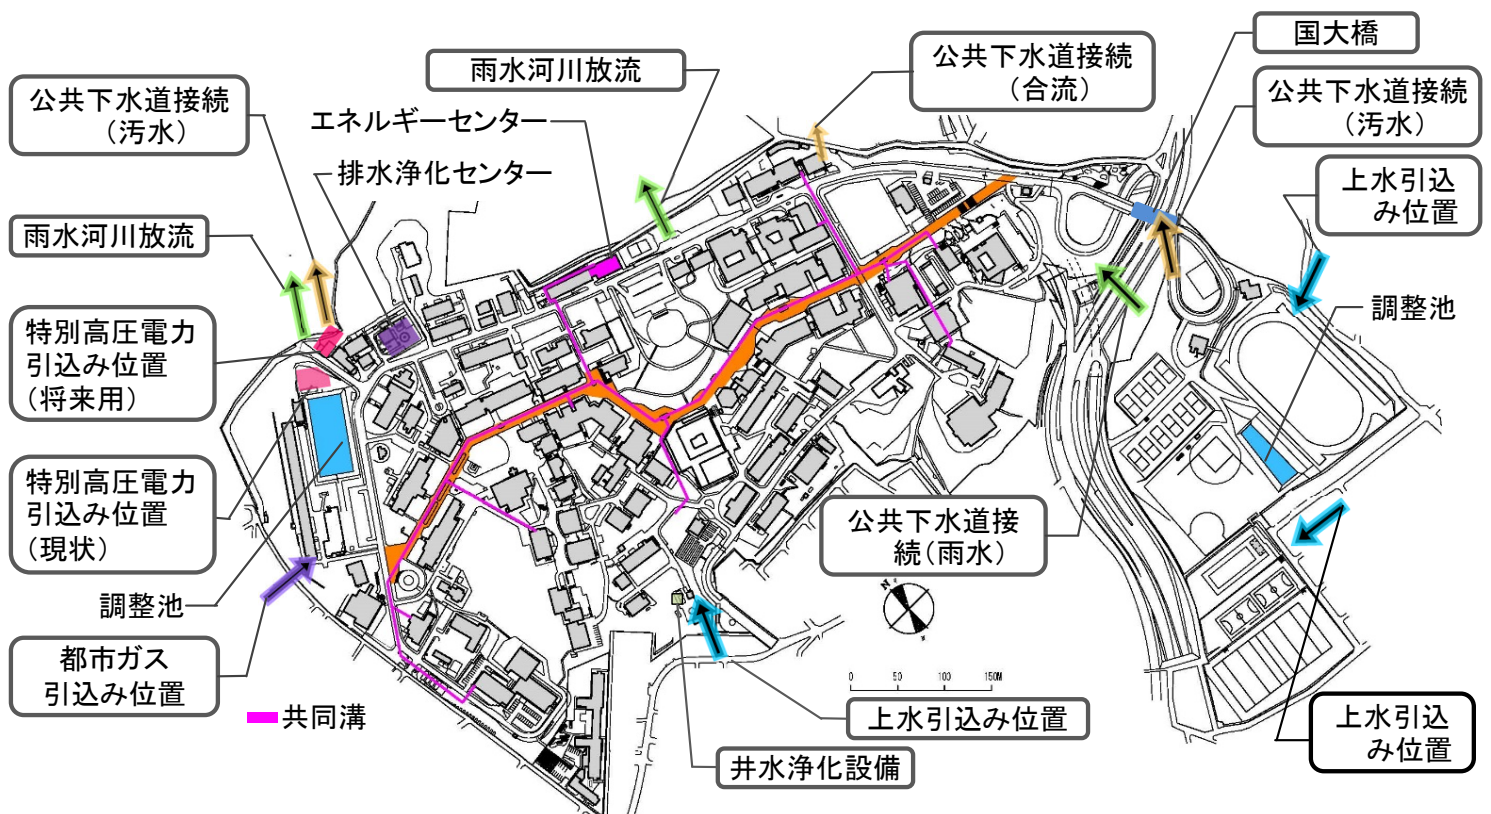 国大橋
雨水河川放流
公共下水道接続
（合流）
公共下水道接続
（汚水）
公共下水道接続
（汚水）
エネルギーセンター
排水浄化センター
上水引込
み位置
雨水河川放流
調整池
特別高圧電力
引込み位置
（将来用）
特別高圧電力
引込み位置
（現状）
公共下水道接
続（雨水）
調整池
N
都市ガス
引込み位置
0 50 100 150M
共同溝
上水引込み位置
上水引込
み位置
井水浄化設備